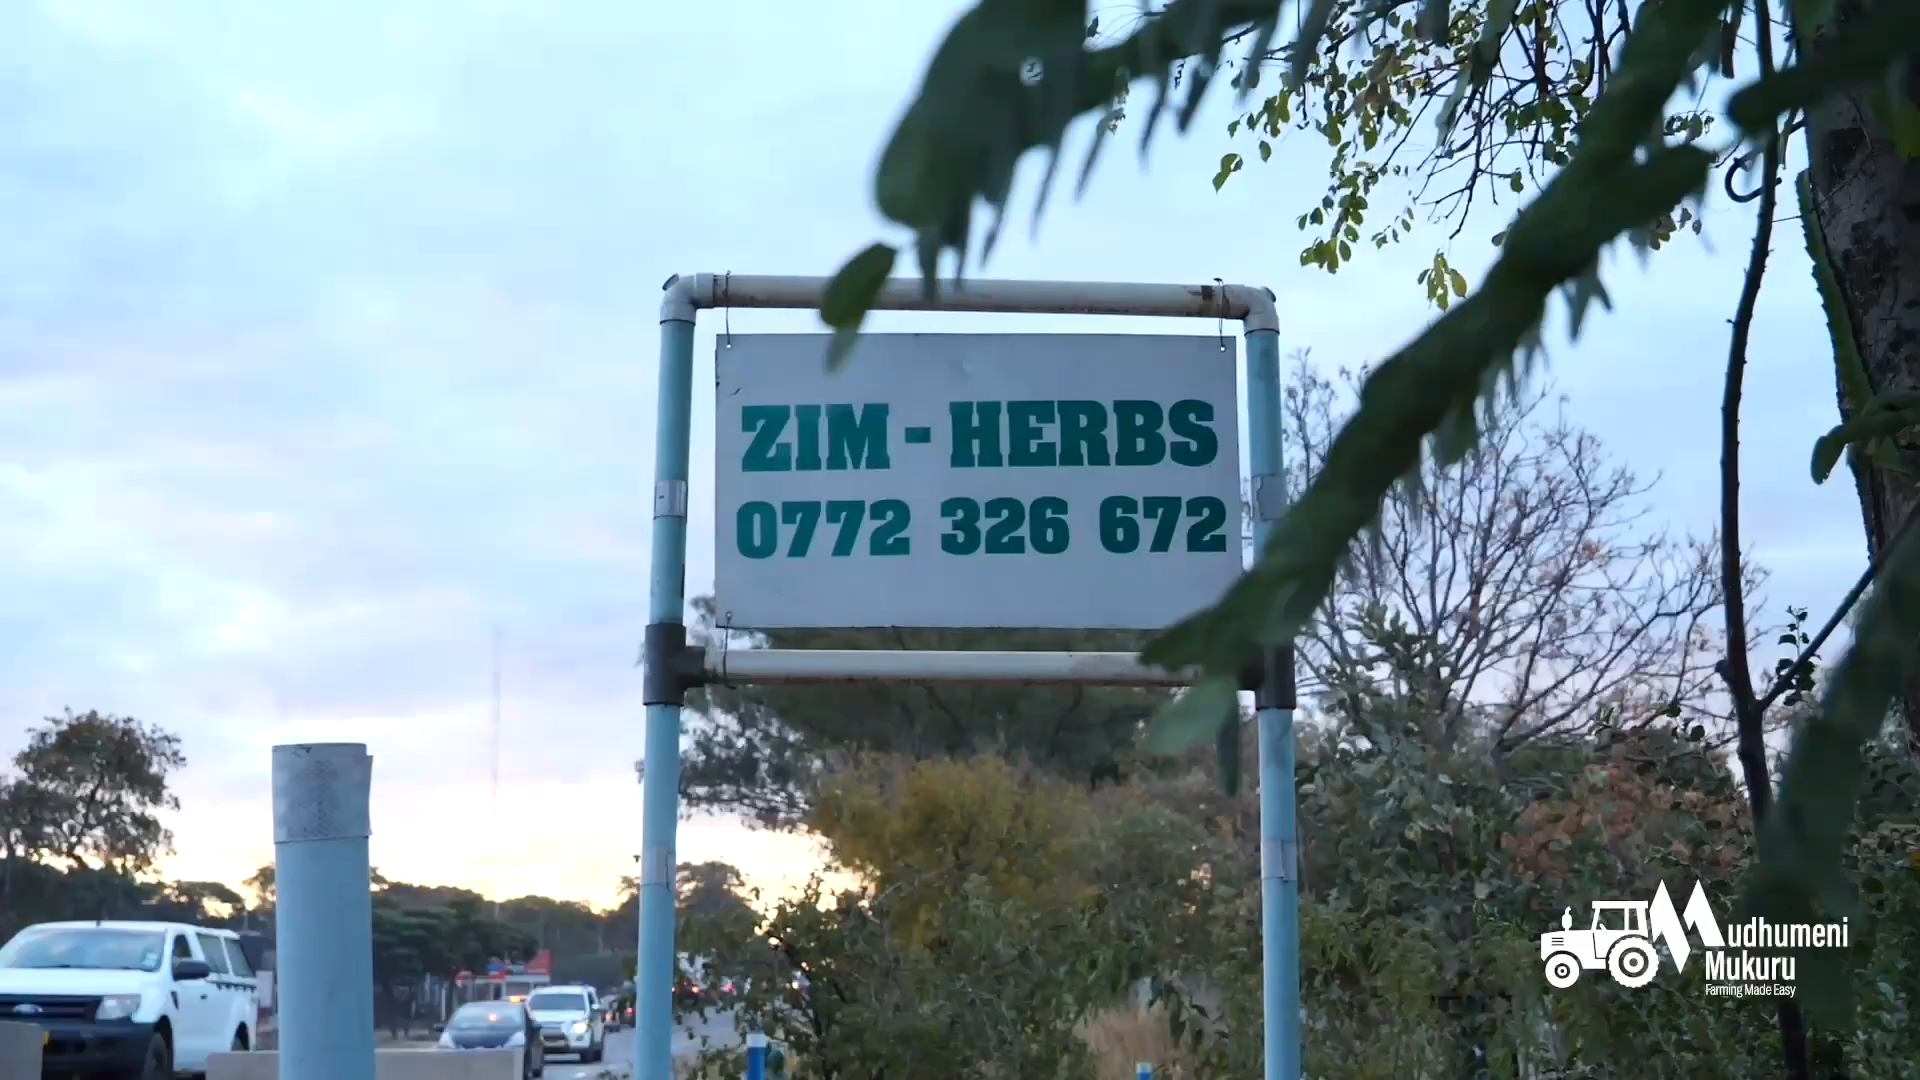 ZIM - HERBS
0772 326 672
Mudhumeni
Mukuru
Farming Made Easy